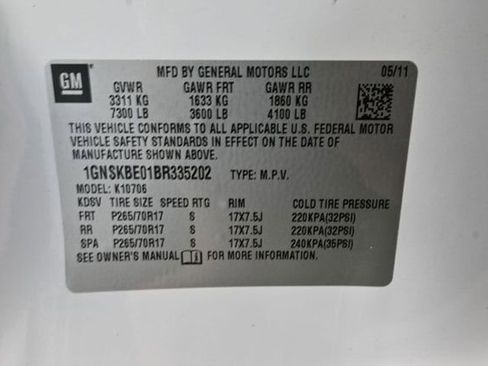 GM MFD BY GENERAL MOTORS LLC 05/11
GVWR GAWR FRT GAWR RR
3311 KG 1633 KG 1860 KG
7300 LB 3600 LB 4100 LB
THIS VEHICLE CONFORMS TO ALL APPLICABLE U.S. FEDERAL MOTOR
VEHICLE SAFETY STANDARDS IN EFFECT ON THE DATE OF
MANUFACTURE SHOWN ABOVE.
1GNSKBE01BR335202 TYPE: M.P.V.
MODEL: K10706
KDSV TIRE SIZE SPEED RTG RIM COLD TIRE PRESSURE
FRT P265/70R17 S 17X7.5J 220KPA(32PSI)
RR P265/70R17 S 17X7.5J 220KPA(32PSI)
SPA P265/70R17 S 17X7.5J 240KPA(35PSI)
SEE OWNER'S MANUAL FOR MORE INFORMATION.